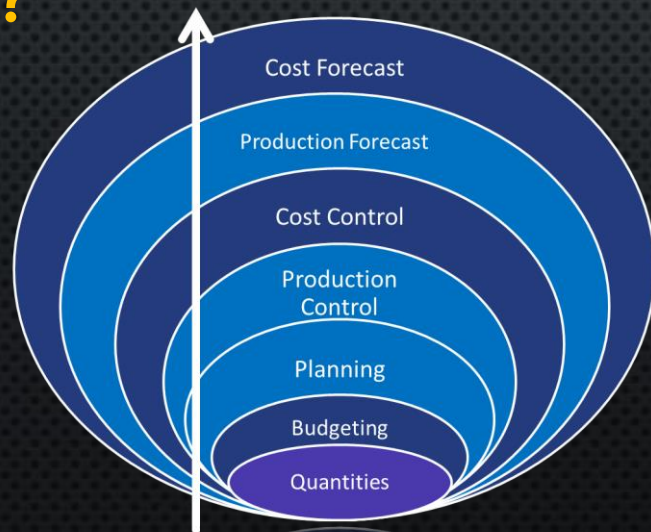 ?
Cost Forecast
Production Forecast
Cost Control
Production
Control
Planning
Budgeting
Quantities